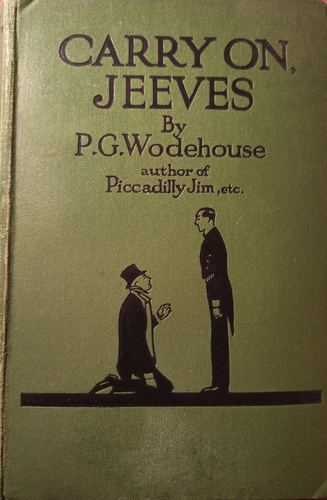 CARRY ON,
JEEVES
By
P.G.Wodehouse
author of
Piccadilly Jim, etc.